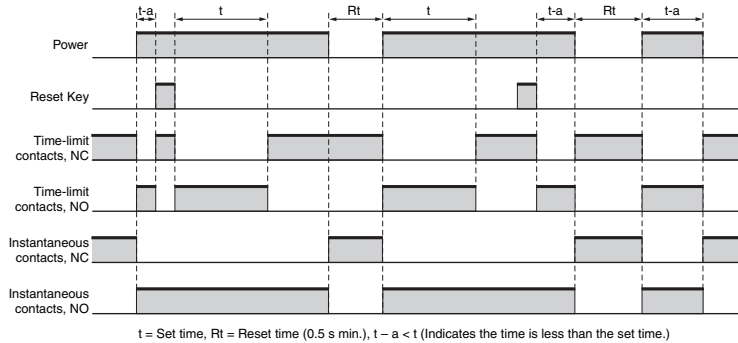 t-a t Rt t t-a Rt t-a
Power
Reset Key
Time-limit
contacts, NC
Time-limit
contacts, NO
Instantaneous
contacts, NC
Instantaneous
contacts, NO
t = Set time, Rt = Reset time (0.5 s min.), t – a < t (Indicates the time is less than the set time.)